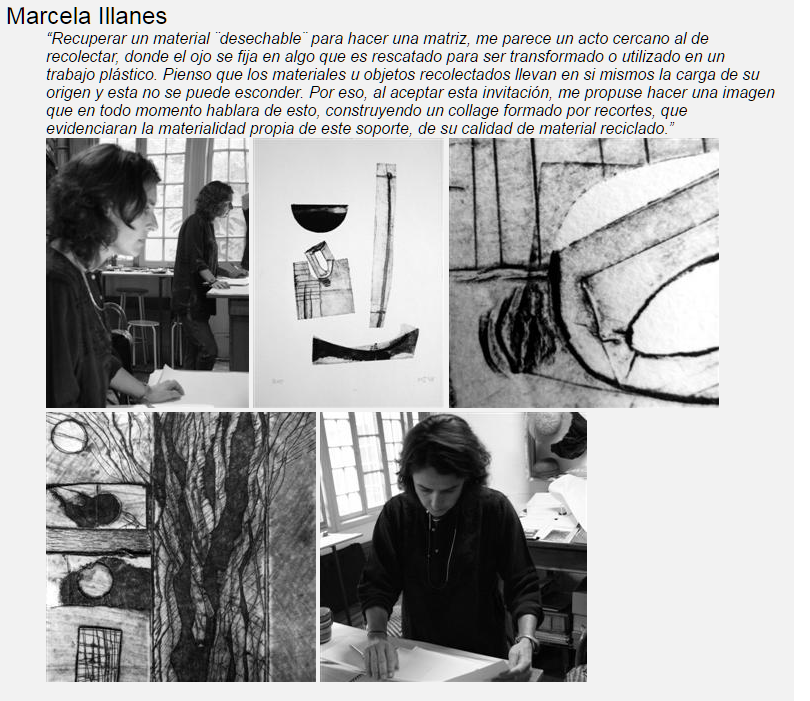 Marcela Illanes
“Recuperar un material ¨desechable¨ para hacer una matriz, me parece un acto cercano al de
recolectar, donde el ojo se fija en algo que es rescatado para ser transformado o utilizado en un
trabajo plástico. Pienso que los materiales u objetos recolectados llevan en si mismos la carga de su
origen y esta no se puede esconder. Por eso, al aceptar esta invitación, me propuse hacer una imagen
que en todo momento hablara de esto, construyendo un collage formado por recortes, que
evidenciaran la materialidad propia de este soporte, de su calidad de material reciclado.”